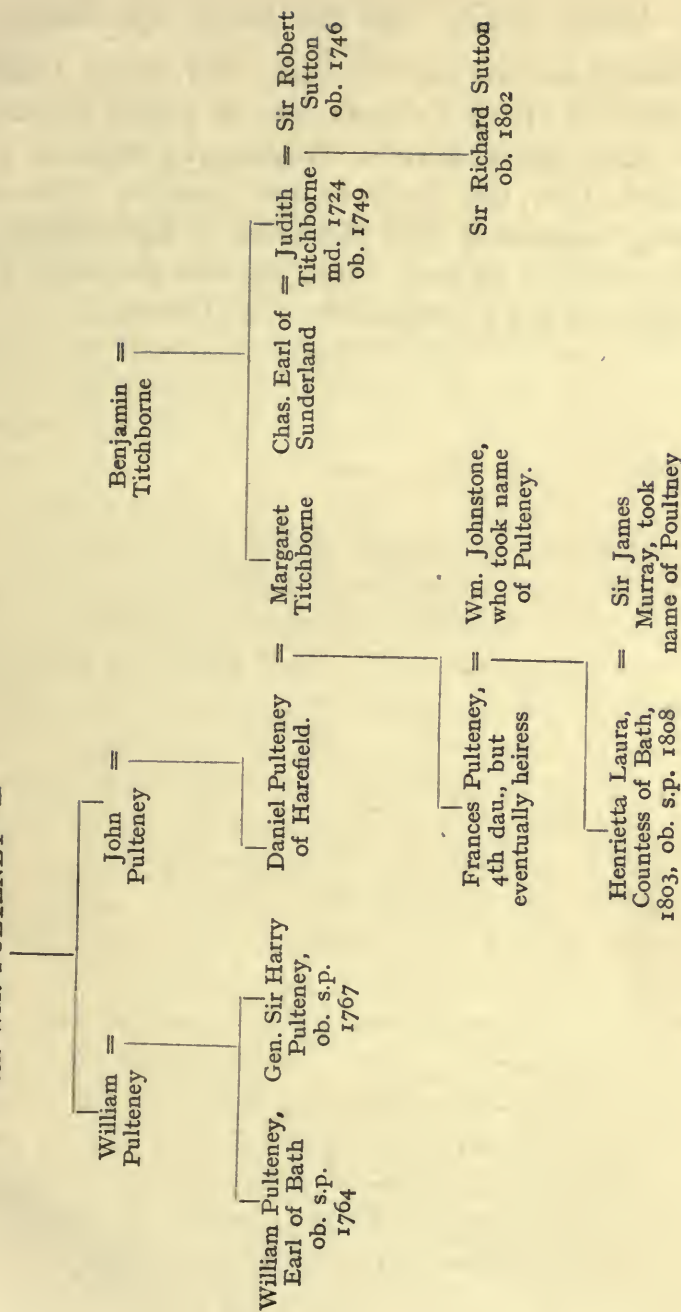 PULTENEY =
William =
Pulteney
John =
Pulteney
Benjamin =
Titchborne
William Pulteney,
Earl of Bath
ob. s.p.
1764
Gen. Sir Harry
Pulteney,
ob. s.p.
1767
Daniel Pulteney =
of Harefield.
Margaret
Titchborne
Chas. Earl of =
Sunderland
Judith =
Titchborne
md. 1724
ob. 1749
Sir Robert
Sutton
ob. 1746
Frances Pulteney, =
4th dau., but
eventually heiress
Wm. Johnstone,
who took name
of Pulteney.
Sir Richard Sutton
ob. 1802
Henrietta Laura, =
Countess of Bath,
1803, ob. s.p. 1808
Sir James
Murray, took
name of Poultney